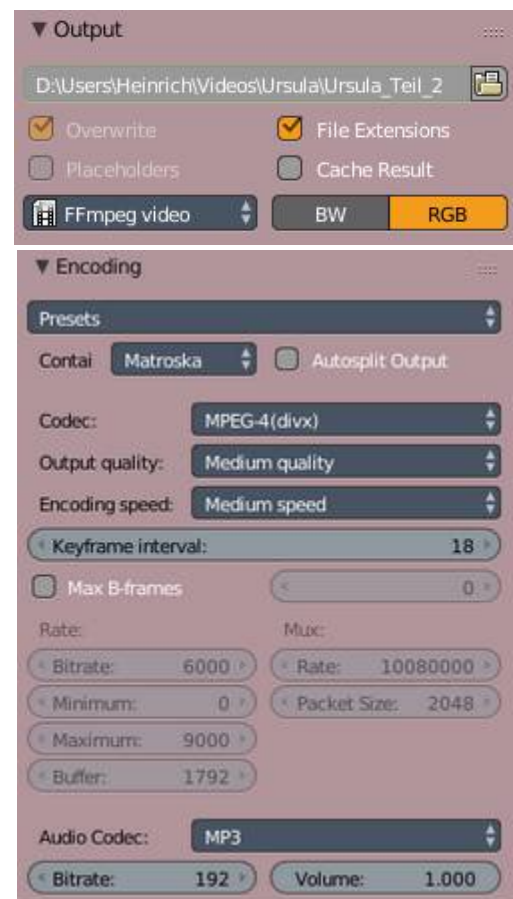 Output
D:\Users\Heinrich\Videos\Ursula\Ursula_Teil_2
Overwrite File Extensions
Placeholders Cache Result
FFmpeg video BW RGB
Encoding
Presets
Contai Matroska Autosplit Output
Codec: MPEG-4(divx)
Output quality: Medium quality
Encoding speed: Medium speed
Keyframe interval: 18
Max B-frames 0
Rate: Mux:
Bitrate: 6000 Rate: 10080000
Minimum: 0 Packet Size: 2048
Maximum: 9000
Buffer: 1792
Audio Codec: MP3
Bitrate: 192 Volume: 1.000